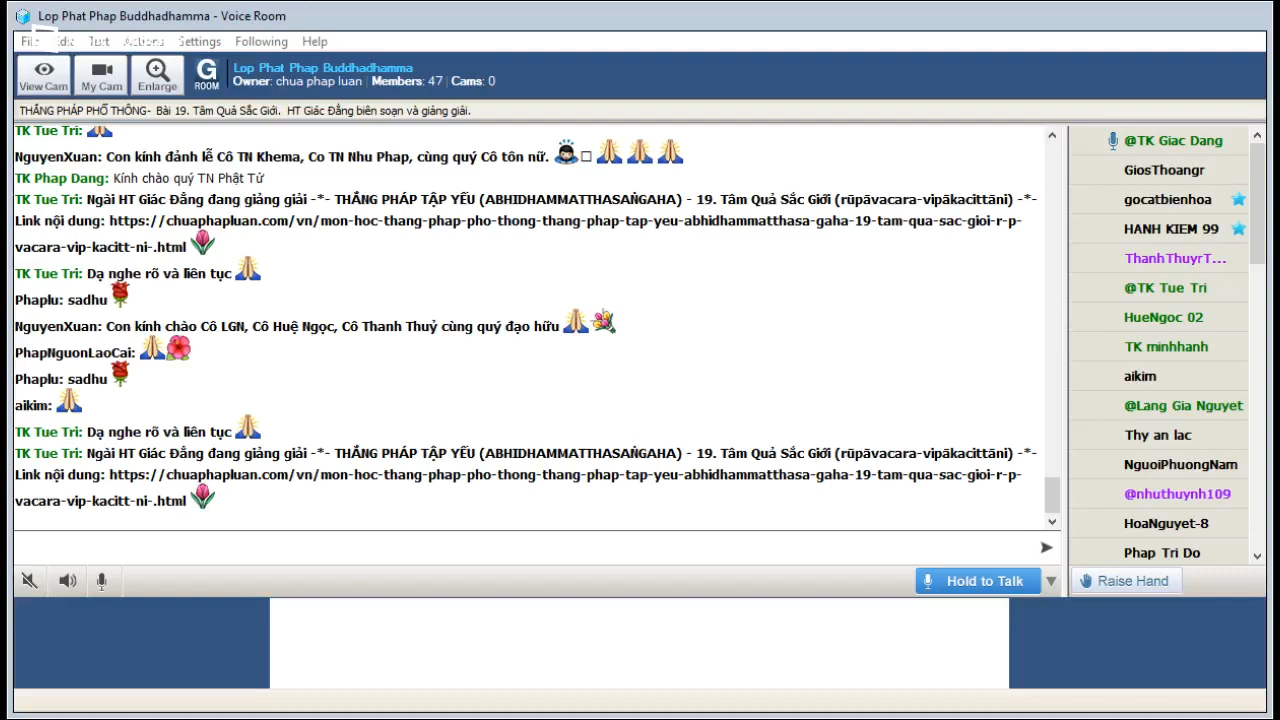 Lop Phat Phap Buddhadhamma - Voice Room
Text Actions Settings Following Help
View Cam My Cam Enlarge G ROOM
Lop Phat Phap Buddhadhamma
Owner: chua phap luan Members: 47 Cams: 0
THẮNG PHÁP PHỔ THÔNG- Bài 19. Tâm Quả Sắc Giới. HT Giác Đẳng biên soạn và giảng giải.
TK Tue Tri:
NguyenXuan: Con kính đảnh lễ Cô TN Khema, Co TN Nhu Phap, cùng quý Cô tôn nữ.
TK Phap Dang: Kính chào quý TN Phật Tử
TK Tue Tri: Ngài HT Giác Đẳng đang giảng giải -*- THẮNG PHÁP TẬP YẾU (ABHIDHAMMATTHASAṄGAHA) - 19. Tâm Quả Sắc Giới (rūpāvacara-vipākacittāni) -*-
Link nội dung: https://chuaphapluan.com/vn/mon-hoc-thang-phap-pho-thong-thang-phap-tap-yeu-abhidhammatthasa-gaha-19-tam-qua-sac-gioi-r-p-
vacara-vip-kacitt-ni-.html
TK Tue Tri: Dạ nghe rõ và liên tục
Phaplu: sadhu
NguyenXuan: Con kính chào Cô LGN, Cô Huệ Ngọc, Cô Thanh Thuỷ cùng quý đạo hữu
PhapNguonLaoCai:
Phaplu: sadhu
aikim:
TK Tue Tri: Dạ nghe rõ và liên tục
TK Tue Tri: Ngài HT Giác Đẳng đang giảng giải -*- THẮNG PHÁP TẬP YẾU (ABHIDHAMMATTHASAṄGAHA) - 19. Tâm Quả Sắc Giới (rūpāvacara-vipākacittāni) -*-
Link nội dung: https://chuaphapluan.com/vn/mon-hoc-thang-phap-pho-thong-thang-phap-tap-yeu-abhidhammatthasa-gaha-19-tam-qua-sac-gioi-r-p-
vacara-vip-kacitt-ni-.html
@TK Giac Dang
GiosThoangr
gocatbienhoa
HANH KIEM 99
ThanhThuyrT...
@TK Tue Tri
HueNgoc 02
TK minhhanh
aikim
@Lang Gia Nguyet
Thy an lac
NguoiPhuongNam
@nhuthuynh109
HoaNguyet-8
Phap Tri Do
Hold to Talk
Raise Hand